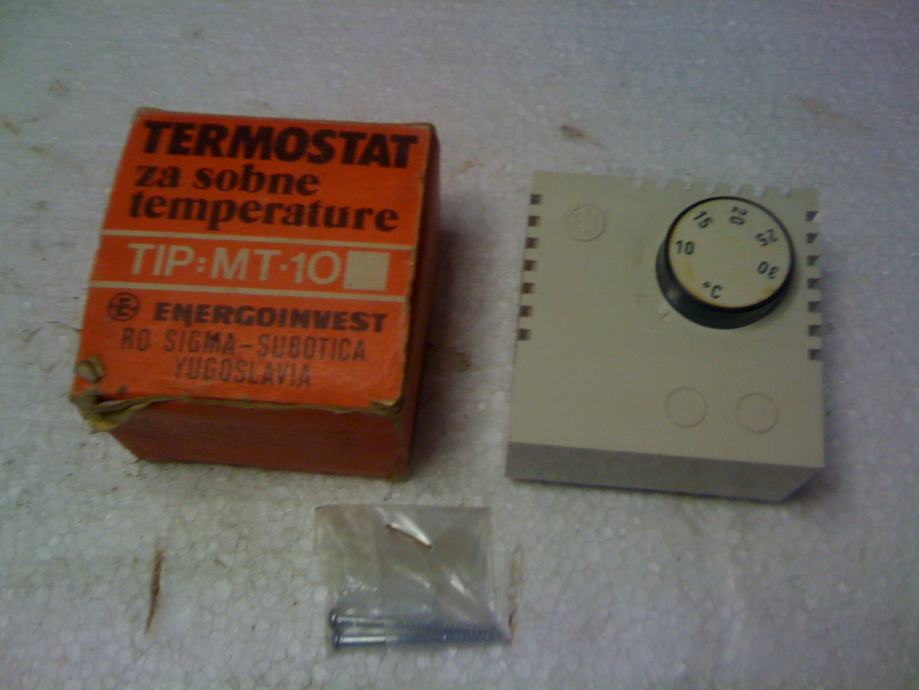 TERMOSTAT
za sobne
temperature
TIP:MT-10
E ENERGOINVEST
RO SIGMA-SUBOTICA
YUGOSLAVIA
10
15
20
25
30
°C